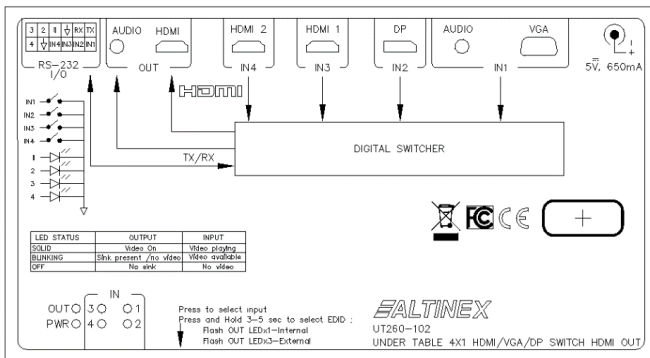 3 2 1 RX TX
4 IN4 IN3 IN2 IN1
RS-232
I/O
AUDIO HDMI
OUT
HDMI 2
IN4
HDMI 1
IN3
DP
IN2
AUDIO VGA
IN1
5V, 650mA
HDMI
IN1
IN2
IN3
IN4
1
2
3
4
TX/RX
DIGITAL SWITCHER
FC CE
LED STATUS OUTPUT INPUT
SOLID Video On Video playing
BLINKING Sink present /no video Video available
OFF No sink No video
IN
OUT 3 1
PWR 4 2
Press to select input
Press and Hold 3-5 sec to select EDID :
Flash OUT LEDx1-Internal
Flash OUT LEDx3-External
ALTINEX
UT260-102
UNDER TABLE 4X1 HDMI/VGA/DP SWITCH HDMI OUT